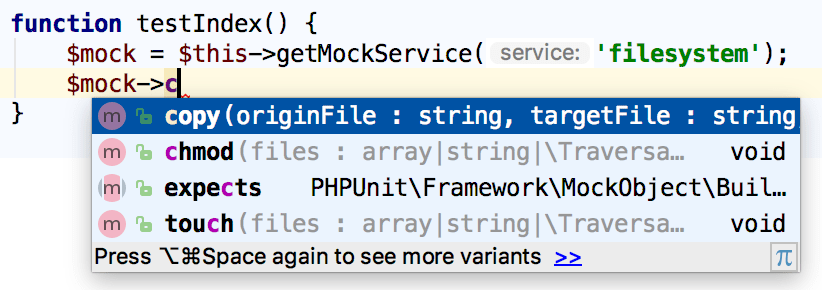 function testIndex() {
$mock = $this->getMockService( service: 'filesystem');
$mock->c
}
m copy(originFile : string, targetFile : string,
m chmod(files : array|string|\Traversa… void
m expects PHPUnit\Framework\MockObject\Buil…
m touch(files : array|string|\Traversa… void
Press ⌥⌘Space again to see more variants >> π